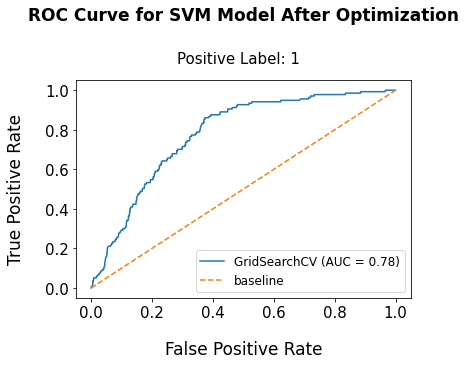 ROC Curve for SVM Model After Optimization
Positive Label: 1
True Positive Rate
1.0
0.8
0.6
0.4
0.2
0.0
GridSearchCV (AUC = 0.78)
baseline
0.0 0.2 0.4 0.6 0.8 1.0
False Positive Rate